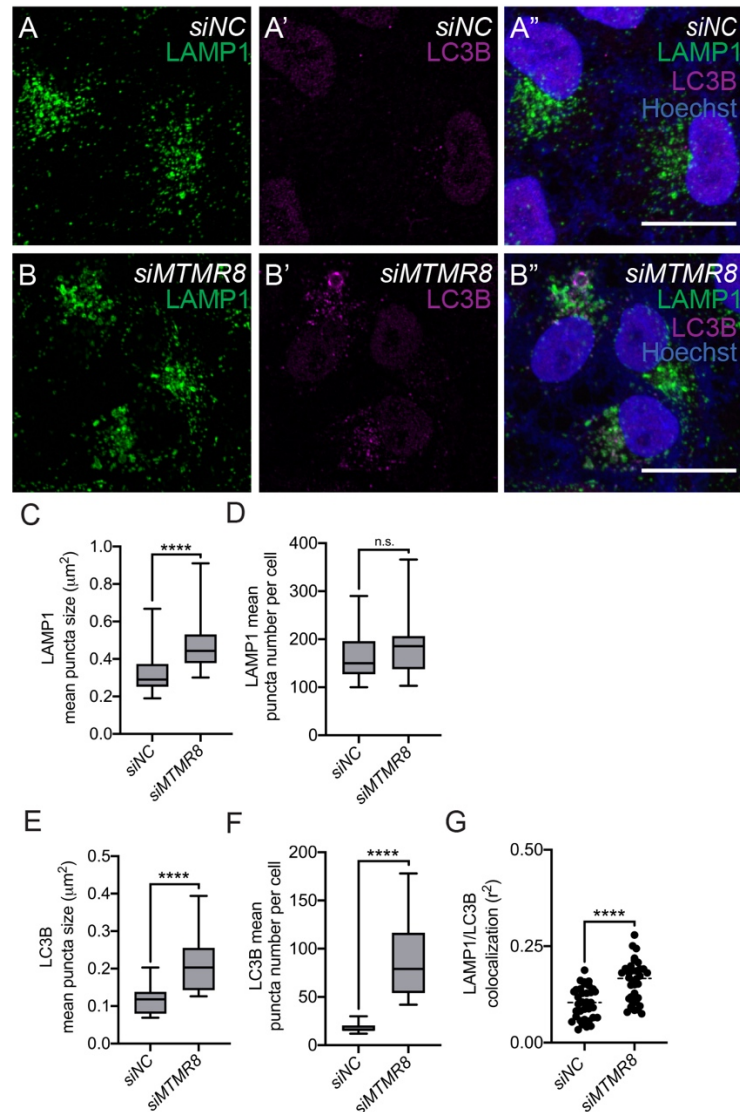 A
siNC
LAMP1
A'
LC3B
A"
siNC
LAMP1
LC3B
Hoechst
B
siMTMR8
LAMP1
B'
siMTMR8
LC3B
B"
siMTMR8
LAMP1
LC3B
Hoechst
C
LAMP1
mean puncta size (µm²)
1.0
0.8
0.6
0.4
0.2
0.0
****
siNC
siMTMR8
D
LAMP1 mean
puncta number per cell
400
300
200
100
0
n.s.
siNC
siMTMR8
E
LC3B
mean puncta size (µm²)
0.5
0.4
0.3
0.2
0.1
0.0
****
siNC
siMTMR8
F
LC3B mean
puncta number per cell
200
150
100
50
0
****
siNC
siMTMR8
G
LAMP1/LC3B
colocalization (r²)
0.50
0.25
0.00
****
siNC
siMTMR8